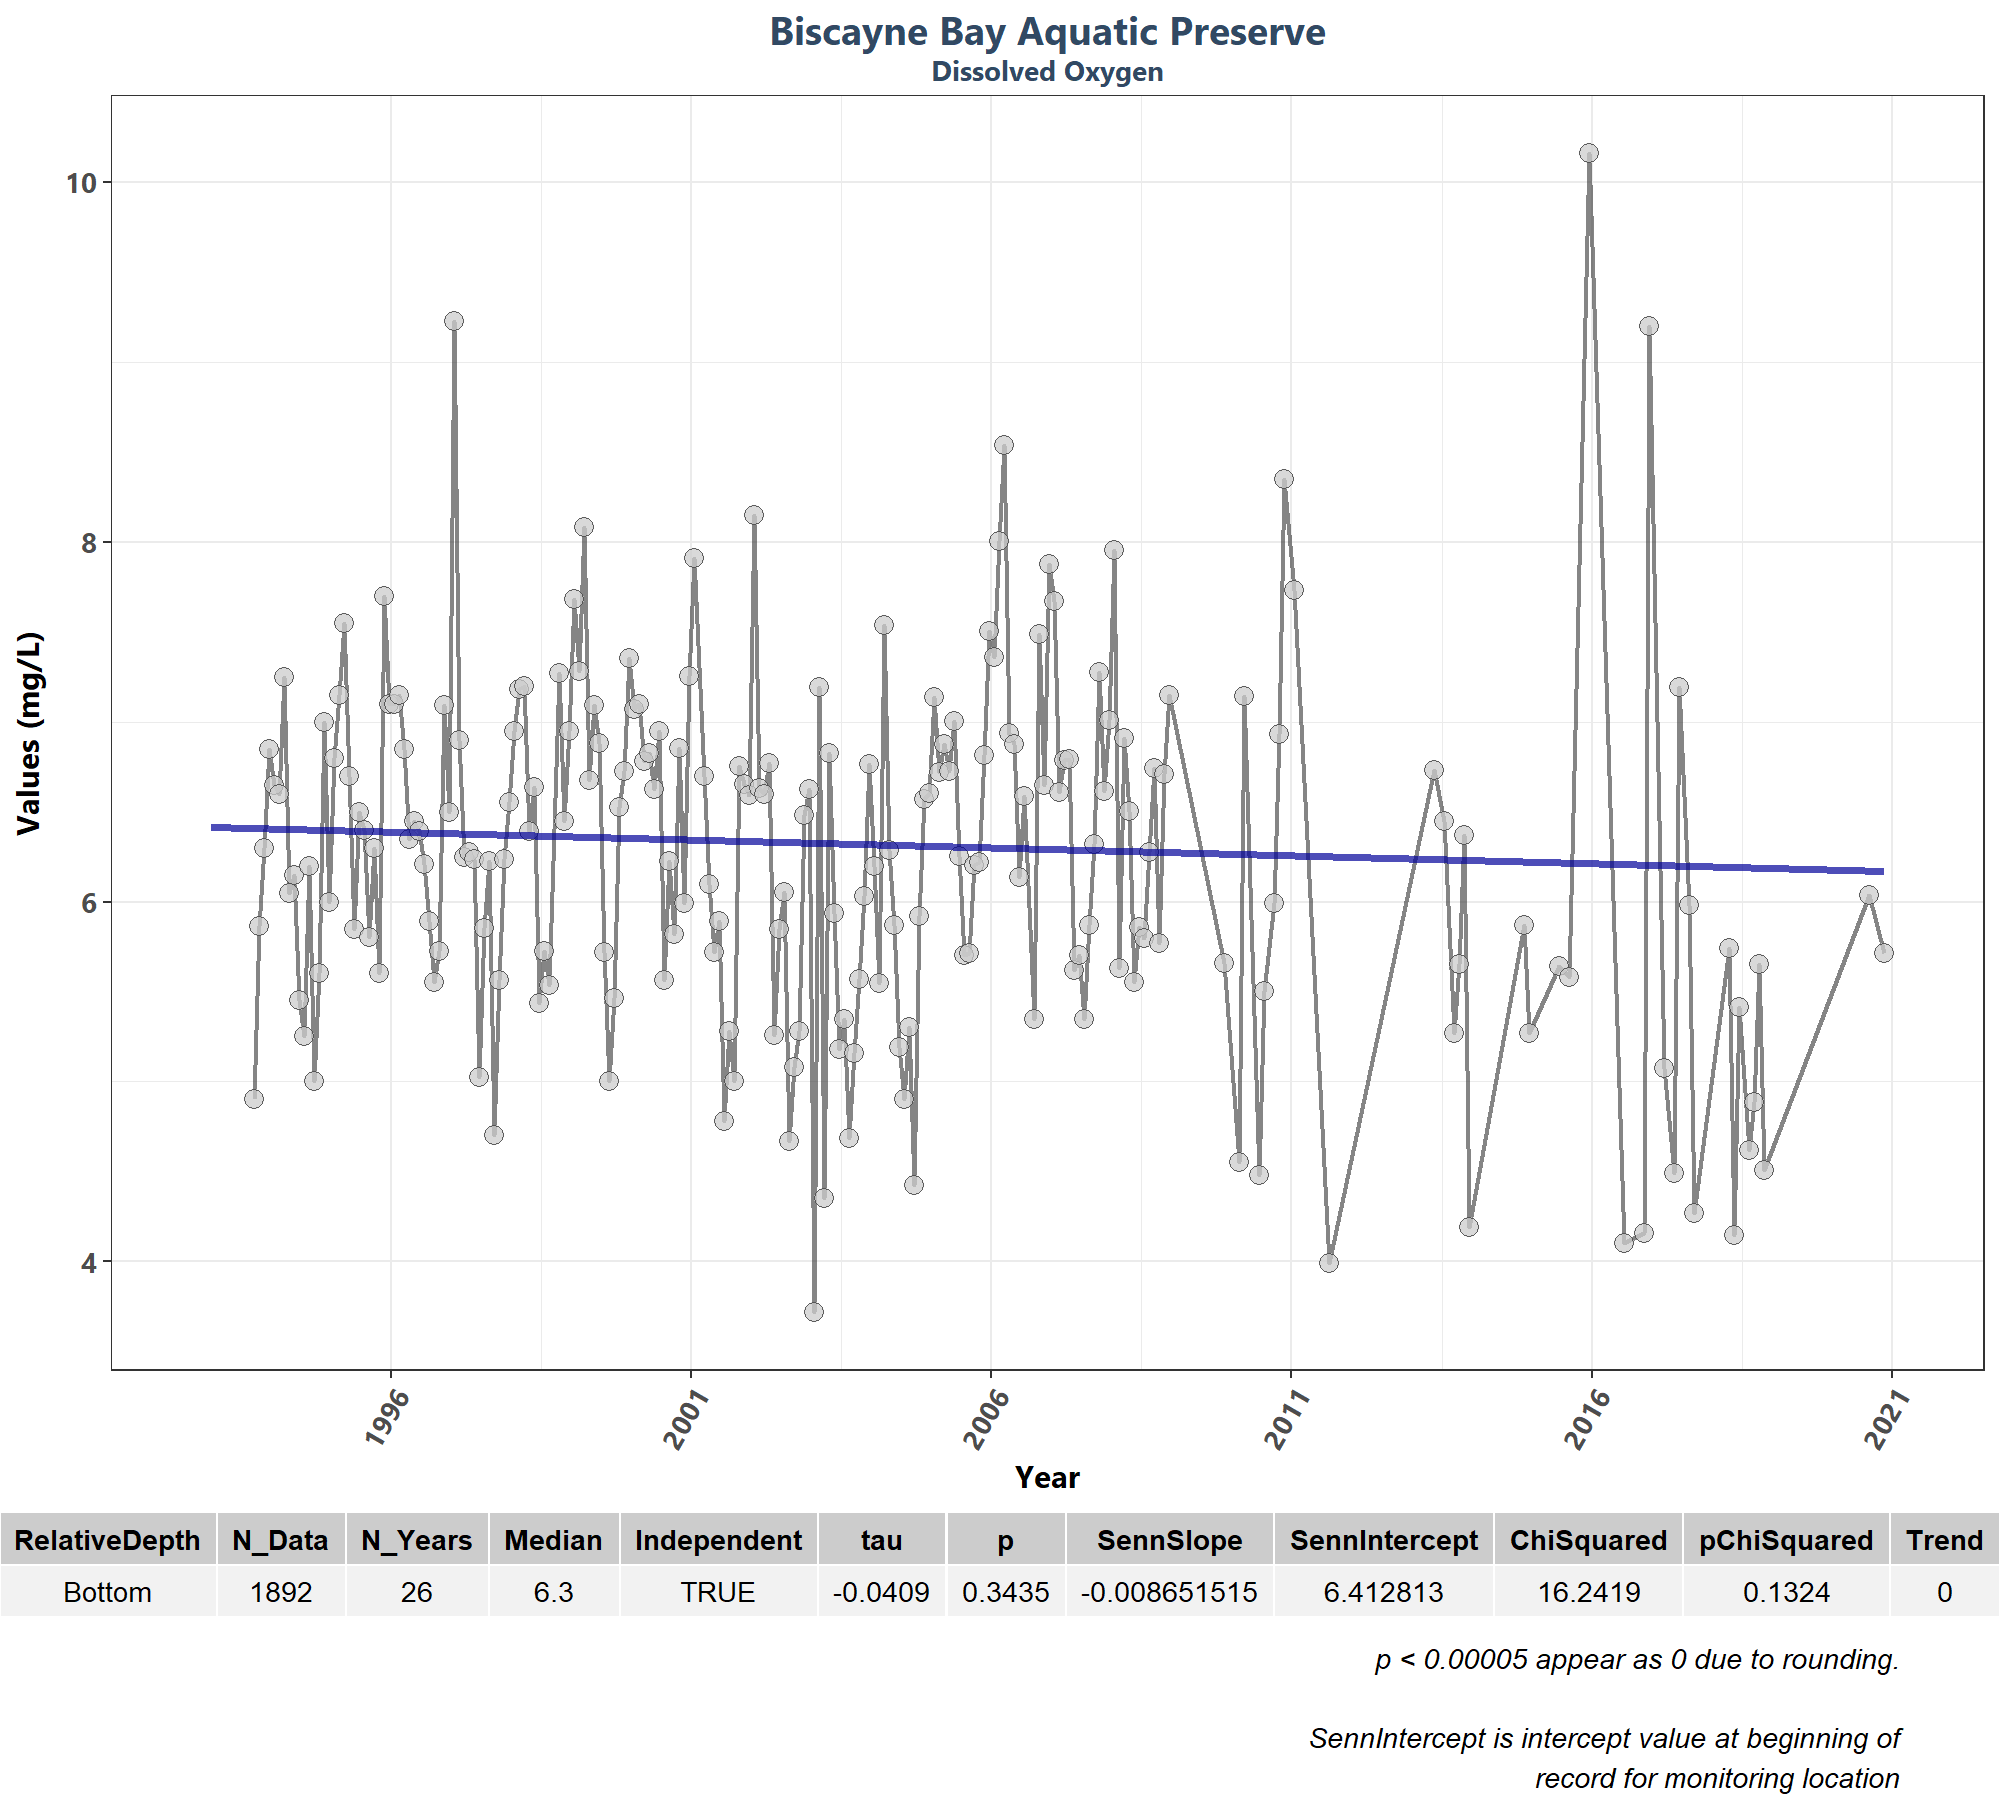 Biscayne Bay Aquatic Preserve
Dissolved Oxygen
Values (mg/L)
10
8
6
4
1996
2001
2006
2011
2016
2021
Year
RelativeDepth N_Data N_Years Median Independent tau p SennSlope SennIntercept ChiSquared pChiSquared Trend
Bottom 1892 26 6.3 TRUE -0.0409 0.3435 -0.008651515 6.412813 16.2419 0.1324 0
p < 0.00005 appear as 0 due to rounding.
SennIntercept is intercept value at beginning of
record for monitoring location